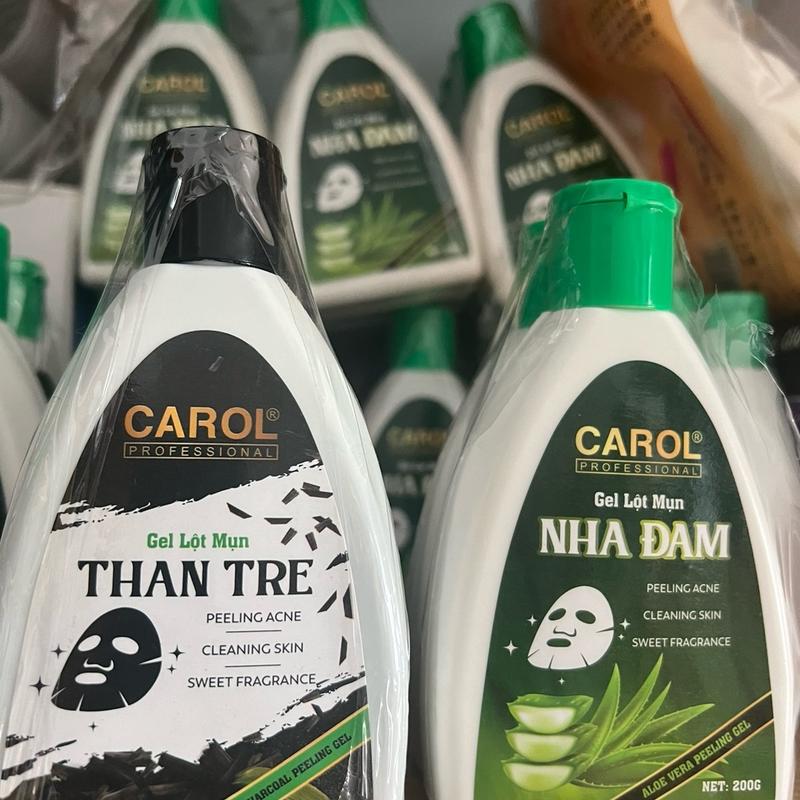 CAROL
NHA ĐAM
CAROL
NHA ĐAM
CAROL
NHA ĐAM
CAROL
CAROL®
PROFESSIONAL
Gel Lột Mụn
THAN TRE
PEELING ACNE
CLEANING SKIN
SWEET FRAGRANCE
CHARCOAL PEELING GEL
CAROL®
PROFESSIONAL
Gel Lột Mụn
NHA ĐAM
PEELING ACNE
CLEANING SKIN
SWEET FRAGRANCE
ALOE VERA PEELING GEL
NET: 200G